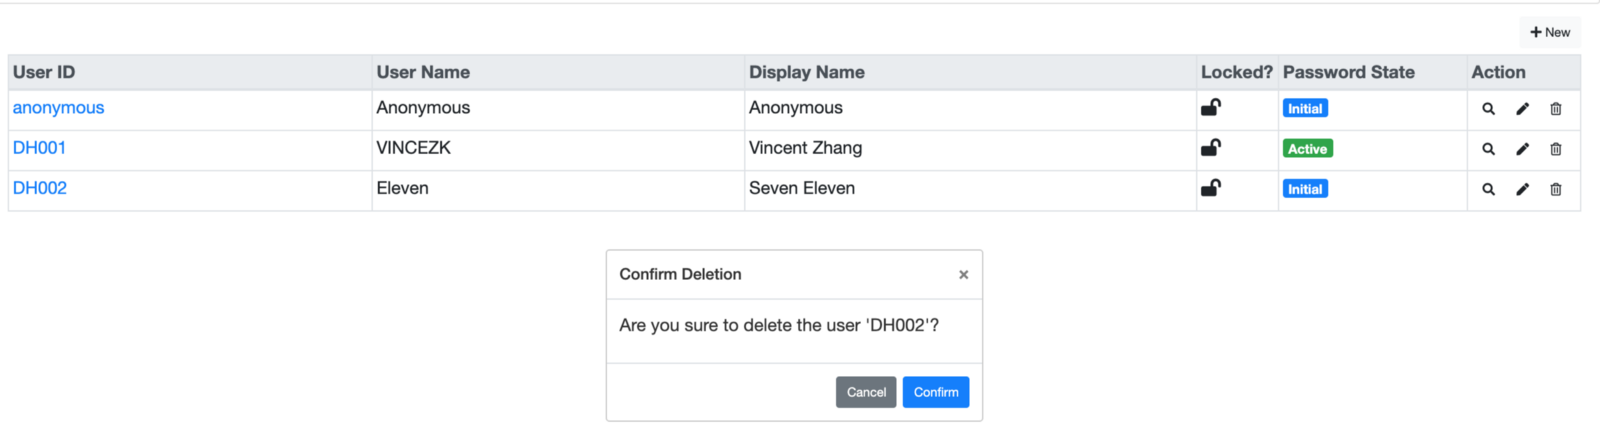 New
User ID User Name Display Name Locked? Password State Action
anonymous Anonymous Anonymous Initial
DH001 VINCEZK Vincent Zhang Active
DH002 Eleven Seven Eleven Initial
Confirm Deletion ×
Are you sure to delete the user 'DH002'?
Cancel Confirm